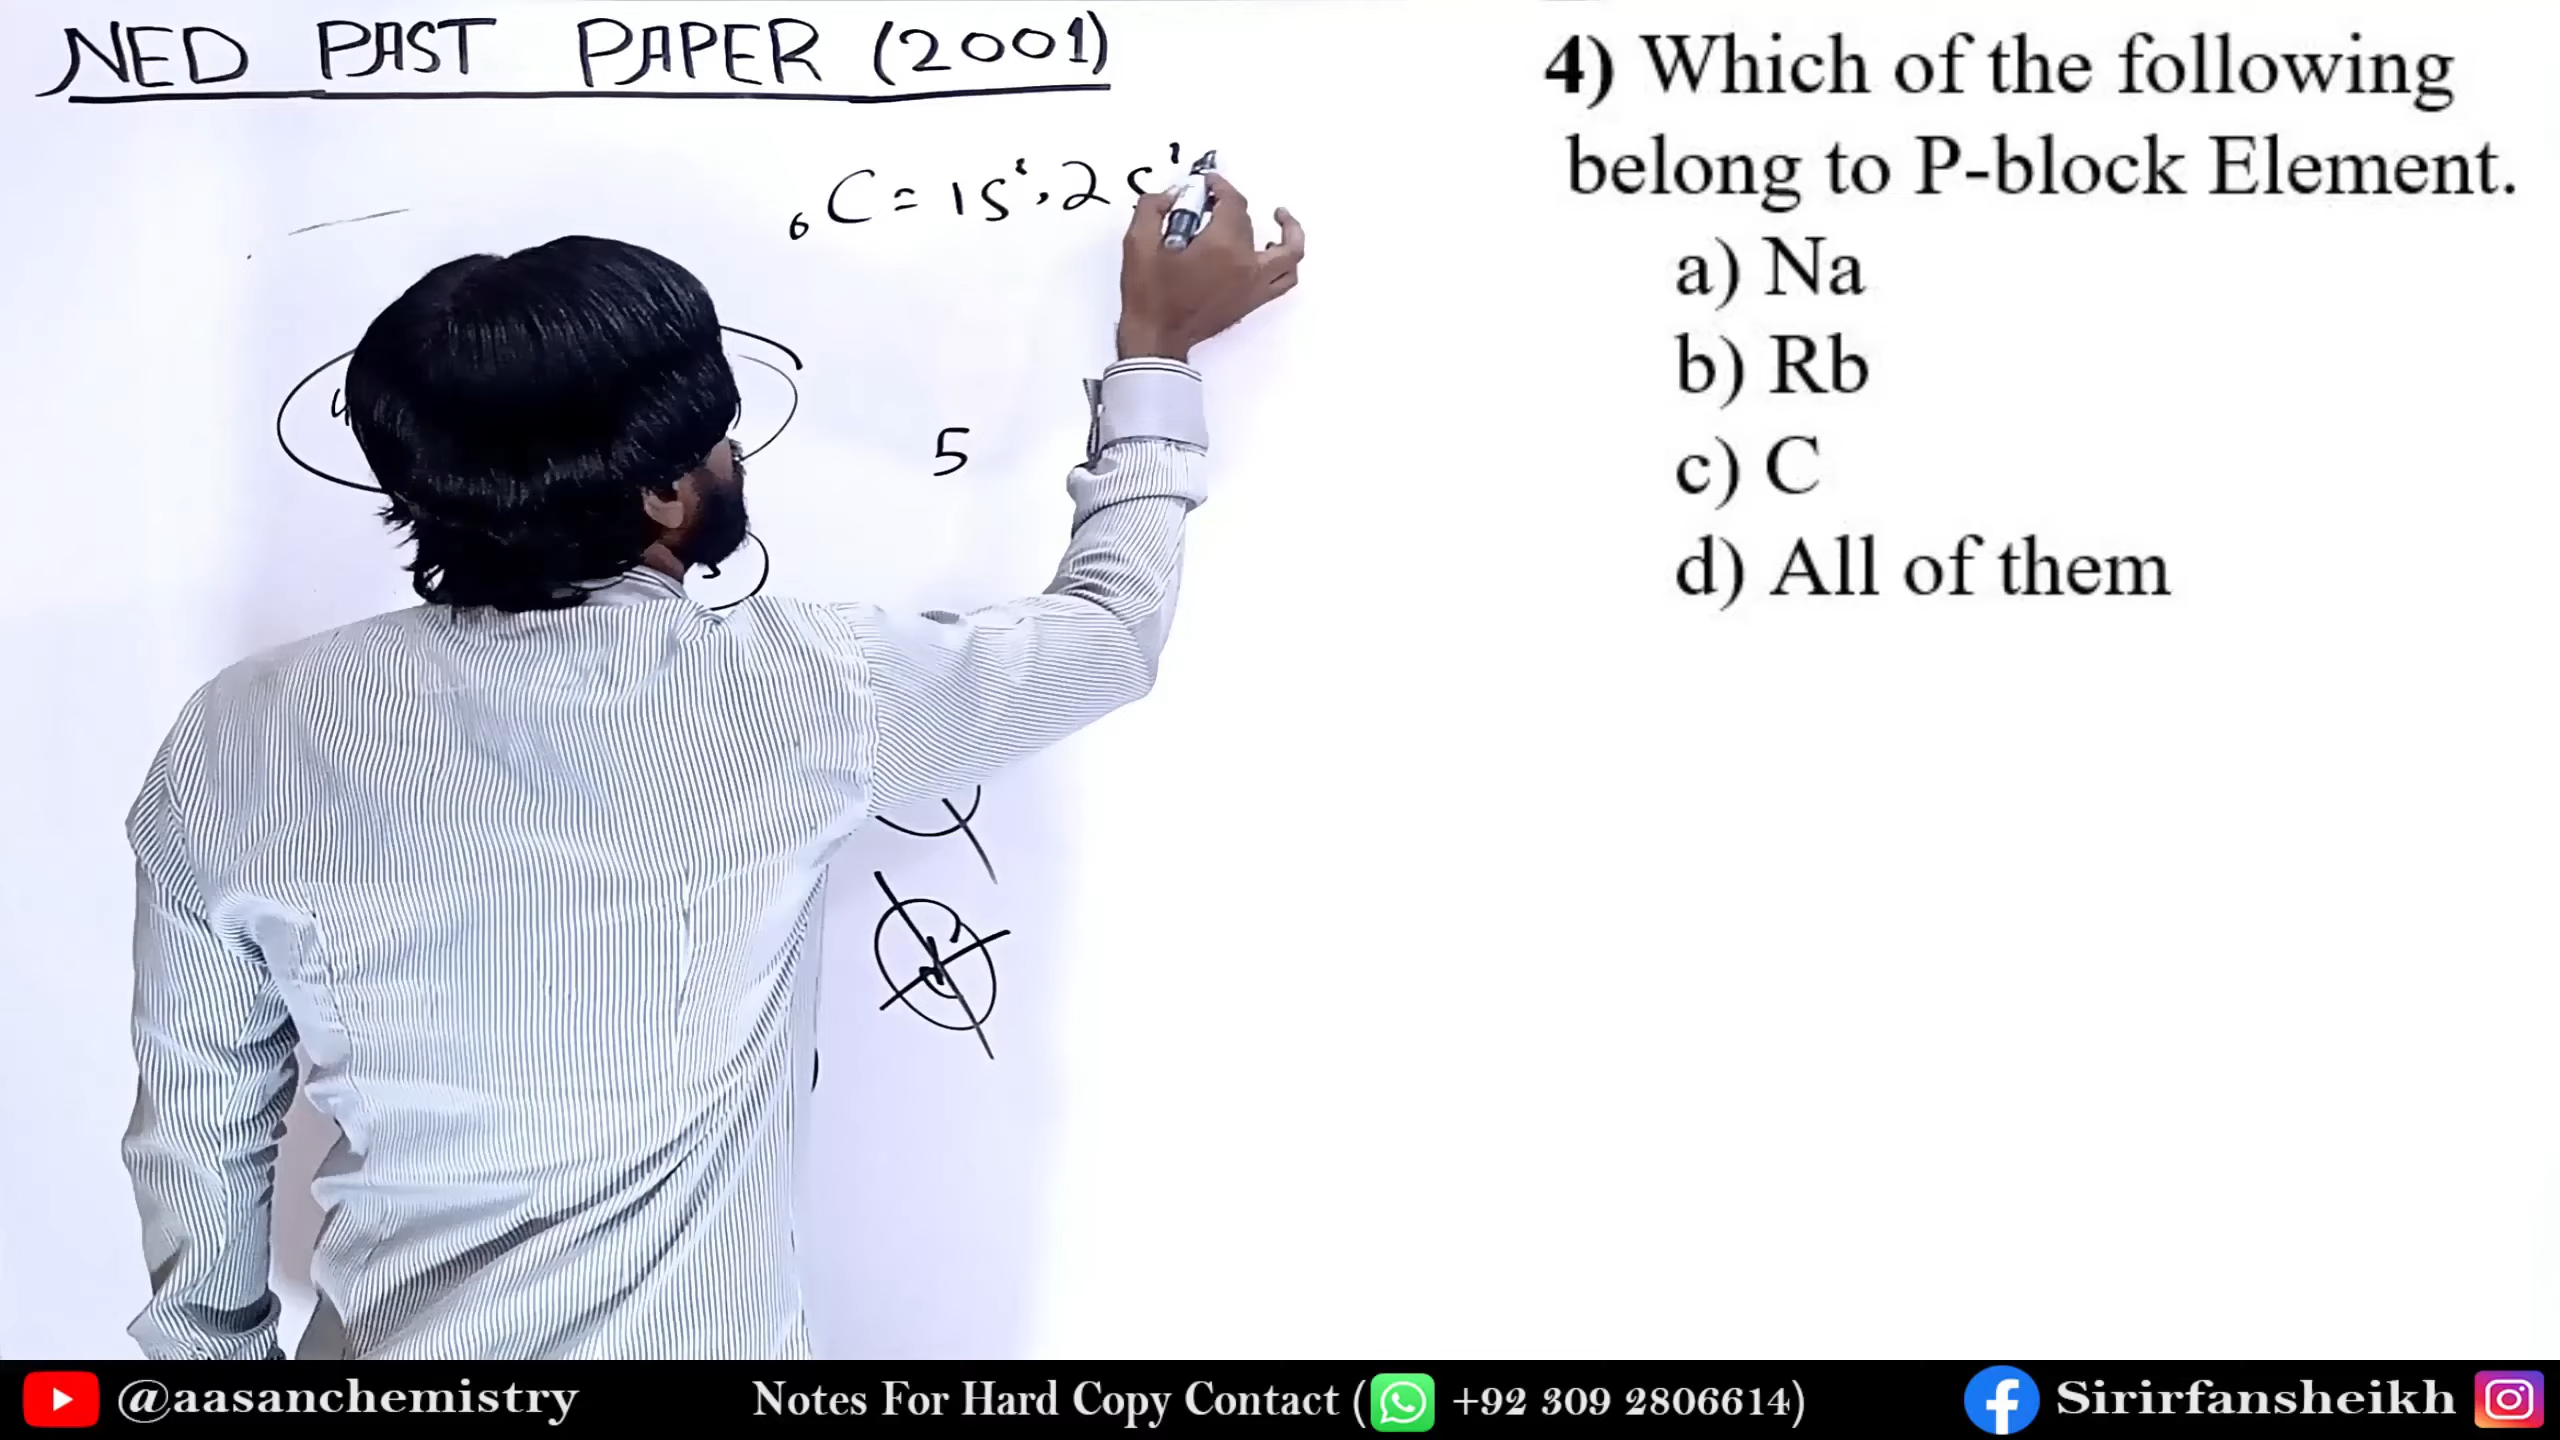 NED PAST PAPER (2001)
₆C = 1s², 2s
5
4) Which of the following
belong to P-block Element.
a) Na
b) Rb
c) C
d) All of them
@aasanchemistry
Notes For Hard Copy Contact ( +92 309 2806614)
Sirirfansheikh